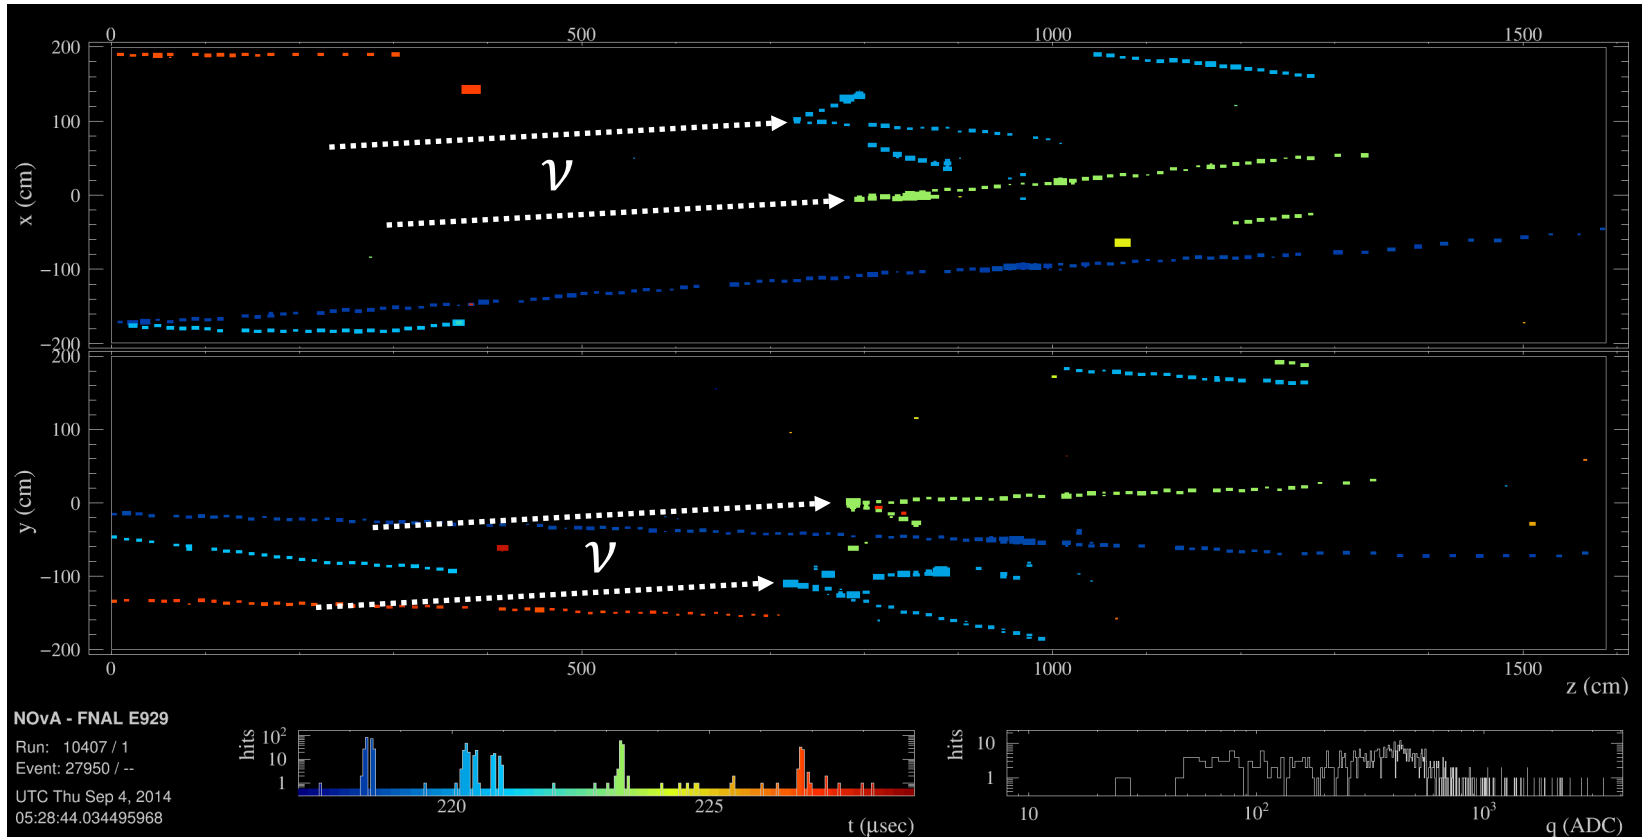 0 500 1000 1500
200
100
0
−100
−200
x (cm)
ν
200
100
0
−100
−200
y (cm)
ν
0 500 1000 1500
z (cm)
NOvA - FNAL E929
Run: 10407 / 1
Event: 27950 / --
UTC Thu Sep 4, 2014
05:28:44.034495968
hits
10²
10
1
220 225
t (μsec)
hits
10
1
10 10² 10³
q (ADC)